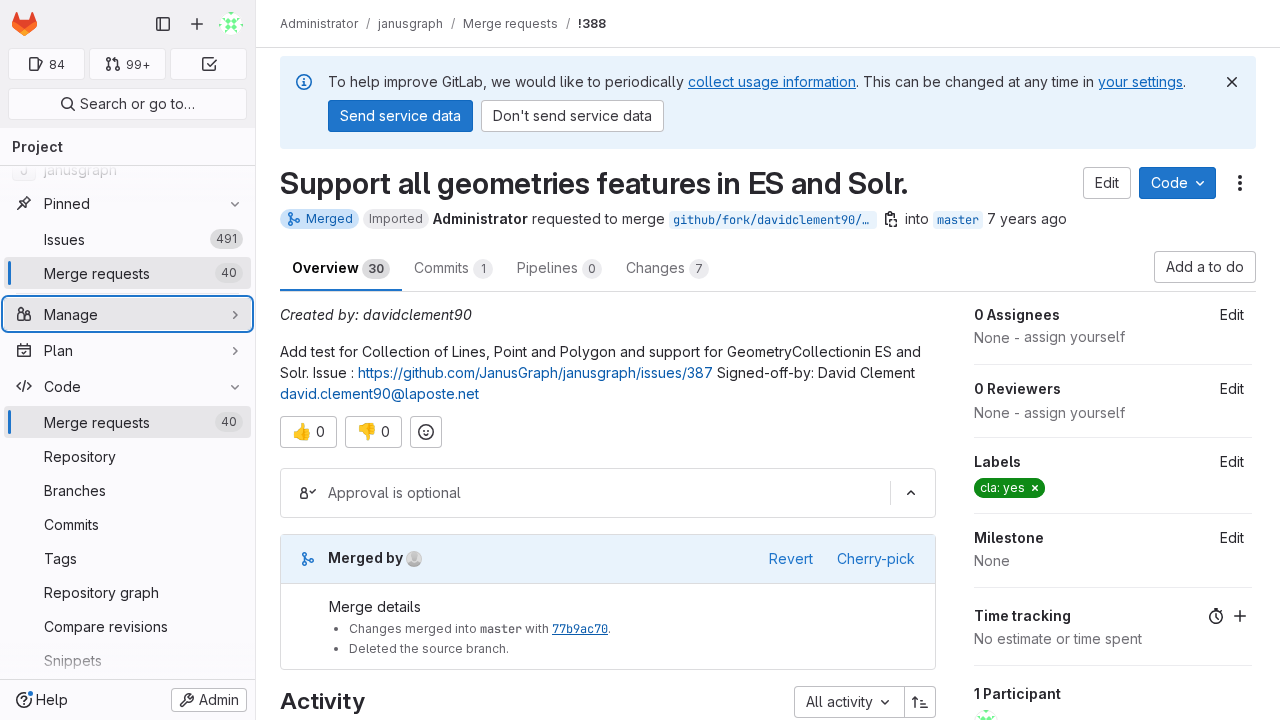 Administrator / janusgraph / Merge requests / !388
84
99+
Search or go to…
Project
janusgraph
Pinned
Issues 491
Merge requests 40
Manage
Plan
Code
Merge requests 40
Repository
Branches
Commits
Tags
Repository graph
Compare revisions
Snippets
Help
Admin
To help improve GitLab, we would like to periodically collect usage information. This can be changed at any time in your settings.
Send service data
Don't send service data
Support all geometries features in ES and Solr.
Edit
Code
Merged Imported Administrator requested to merge github/fork/davidclement90/… into master 7 years ago
Overview 30
Commits 1
Pipelines 0
Changes 7
Add a to do
Created by: davidclement90
Add test for Collection of Lines, Point and Polygon and support for GeometryCollectionin ES and
Solr. Issue : https://github.com/JanusGraph/janusgraph/issues/387 Signed-off-by: David Clement
david.clement90@laposte.net
👍 0
👎 0
Approval is optional
Merged by
Revert
Cherry-pick
Merge details
Changes merged into master with 77b9ac70.
Deleted the source branch.
Activity
All activity
0 Assignees
Edit
None - assign yourself
0 Reviewers
Edit
None - assign yourself
Labels
Edit
cla: yes ×
Milestone
Edit
None
Time tracking
No estimate or time spent
1 Participant